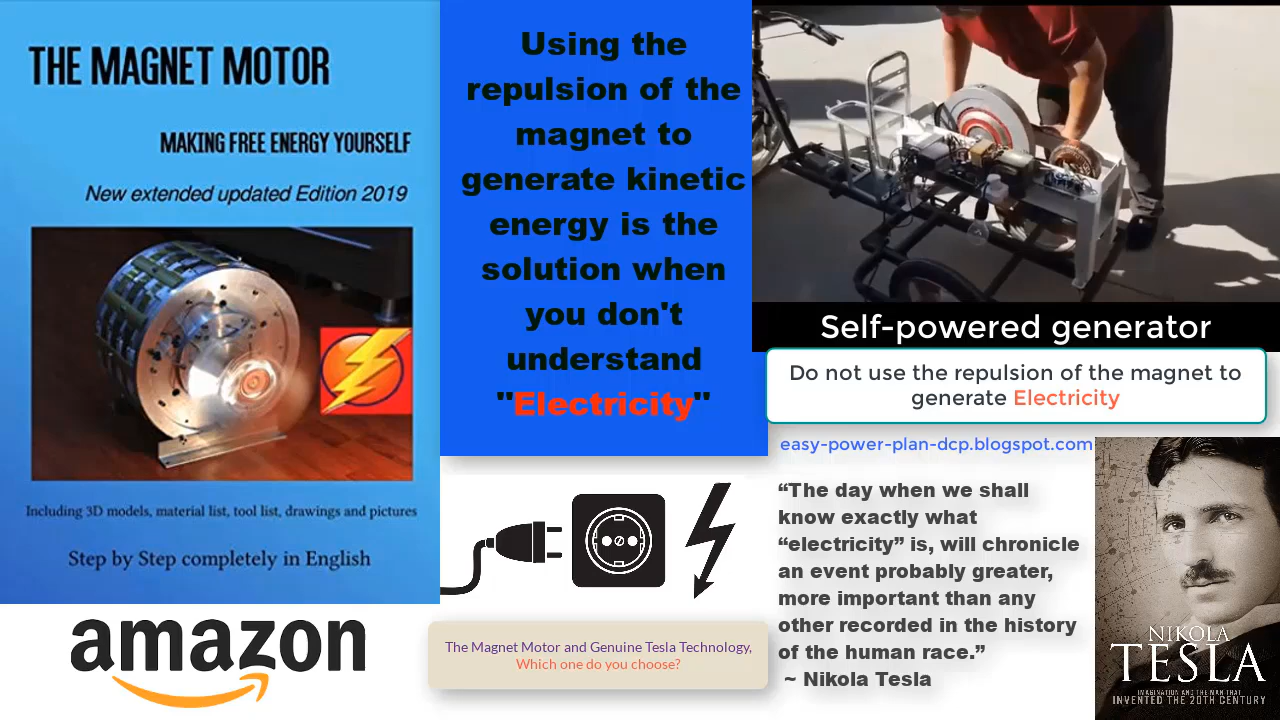 THE MAGNET MOTOR
MAKING FREE ENERGY YOURSELF
New extended updated Edition 2019
Including 3D models, material list, tool list, drawings and pictures
Step by Step completely in English
amazon
Using the
repulsion of the
magnet to
generate kinetic
energy is the
solution when
you don't
understand
"Electricity"
The Magnet Motor and Genuine Tesla Technology,
Which one do you choose?
Self-powered generator
Do not use the repulsion of the magnet to
generate Electricity
easy-power-plan-dcp.blogspot.com
“The day when we shall
know exactly what
“electricity” is, will chronicle
an event probably greater,
more important than any
other recorded in the history
of the human race.”
~ Nikola Tesla
NIKOLA
TESLA
IMAGINATION AND THE MAN THAT
INVENTED THE 20TH CENTURY